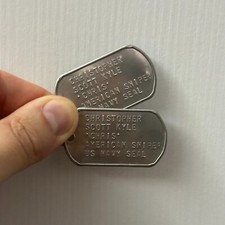 CHRISTOPHER
SCOTT KYLE
"CHRIS"
AMERICAN SNIPER
NAVY SEAL
CHRISTOPHER
SCOTT KYLE
"CHRIS"
AMERICAN SNIPER
US NAVY SEAL